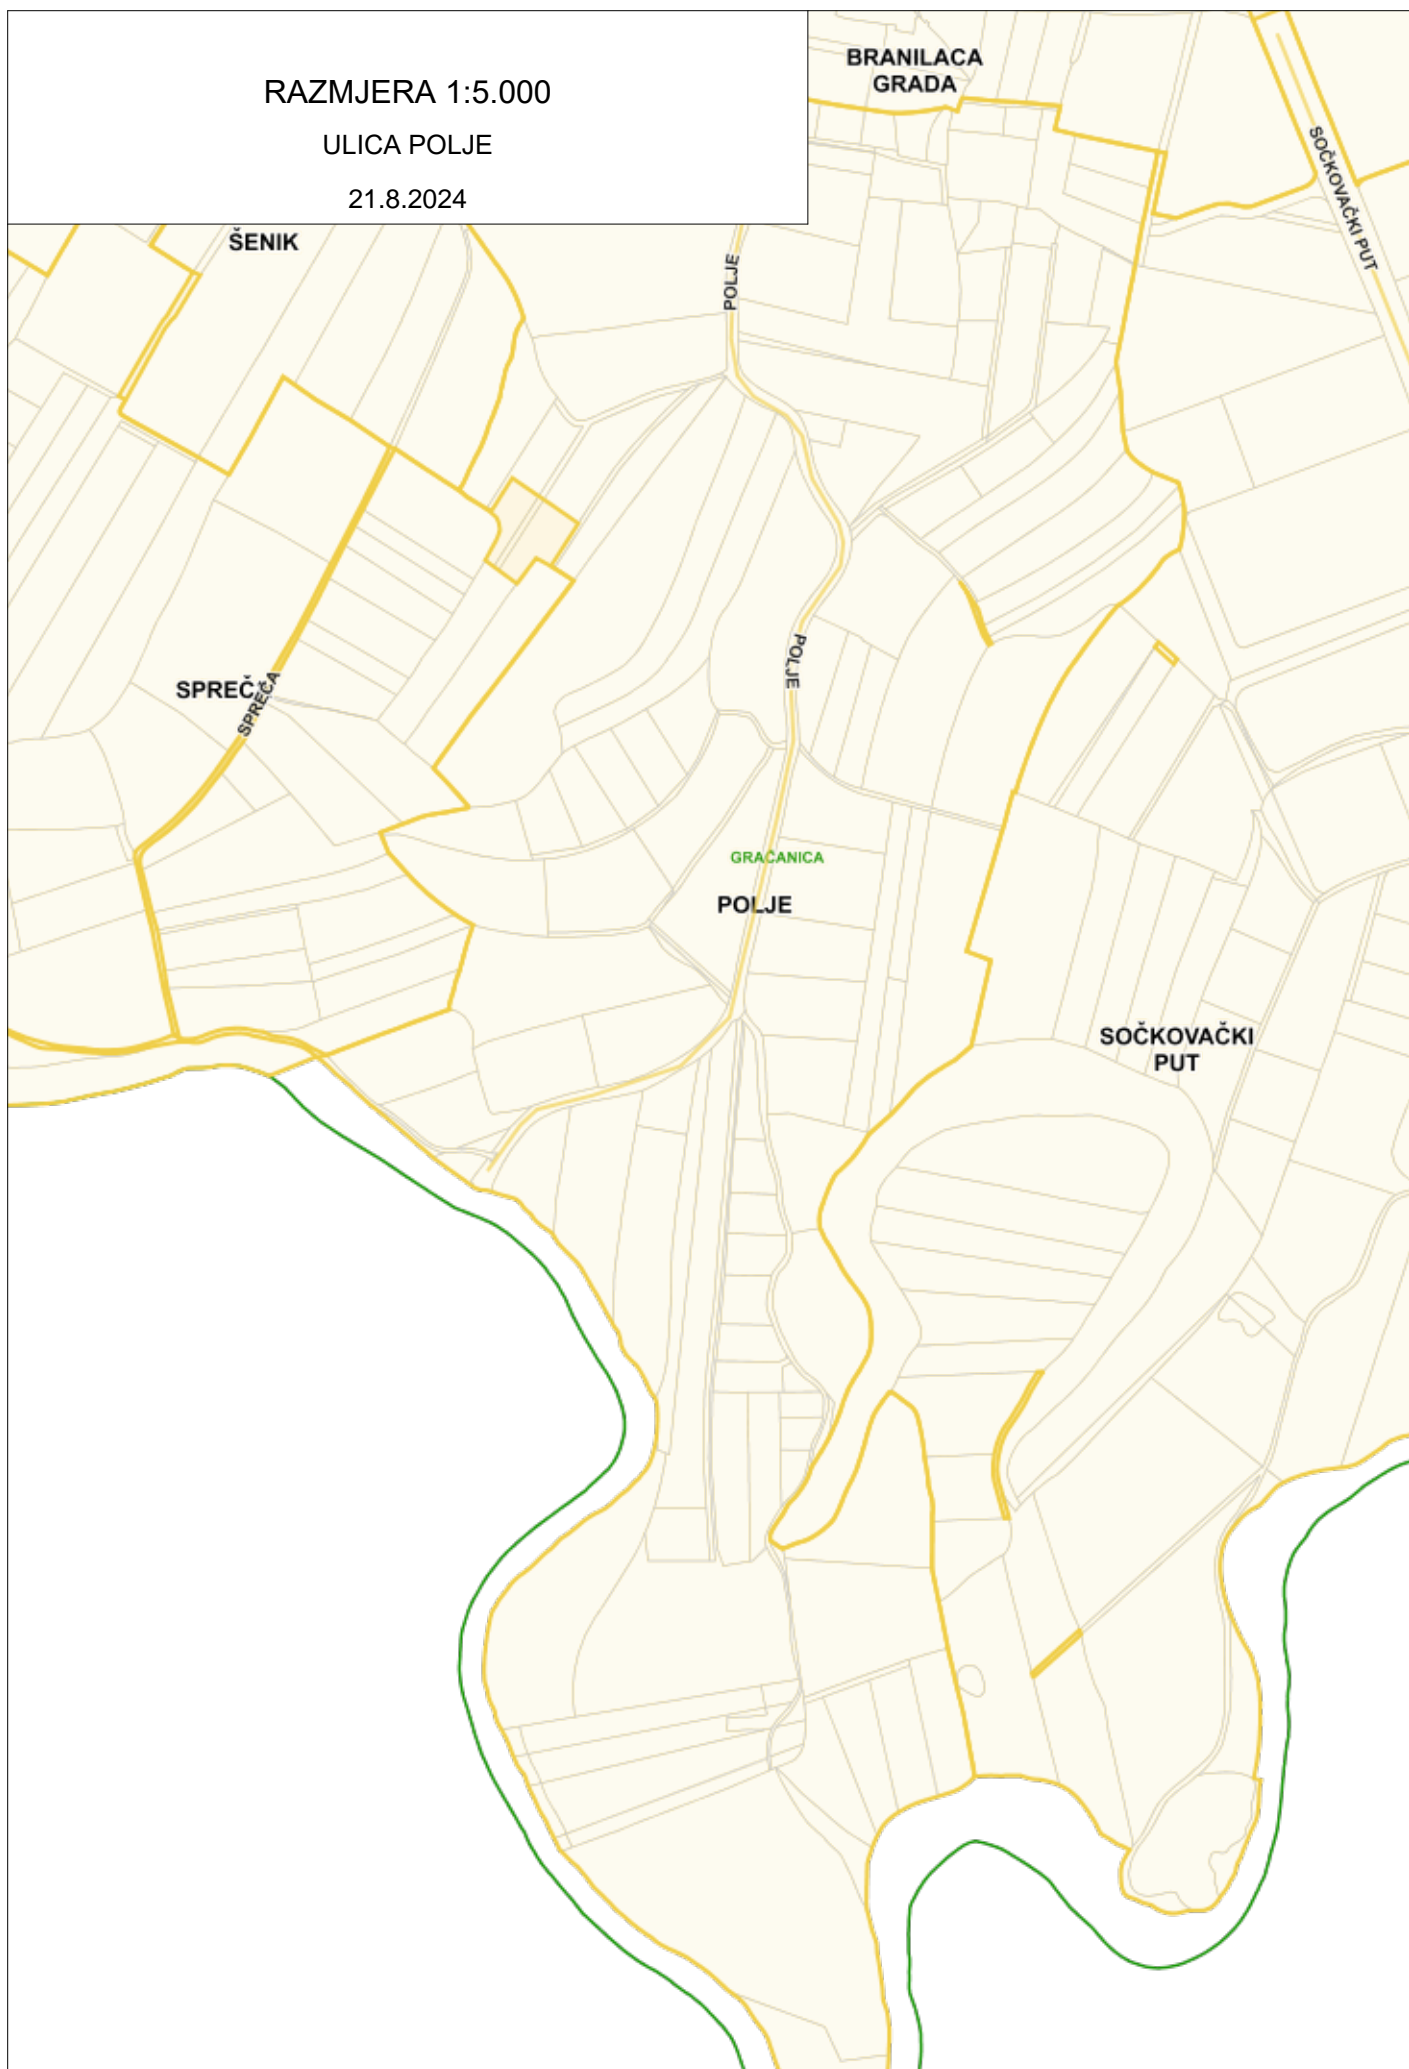 RAZMJERA 1:5.000
ULICA POLJE
21.8.2024
BRANILACA
GRADA
SOČKOVAČKI PUT
ŠENIK
POLJE
POLJE
SPREČA
SPREČA
GRAČANICA
POLJE
SOČKOVAČKI
PUT